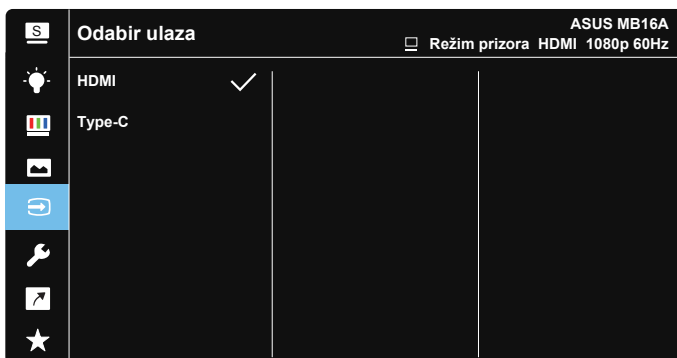 S
Odabir ulaza
ASUS MB16A
Režim prizora HDMI 1080p 60Hz
HDMI
Type-C